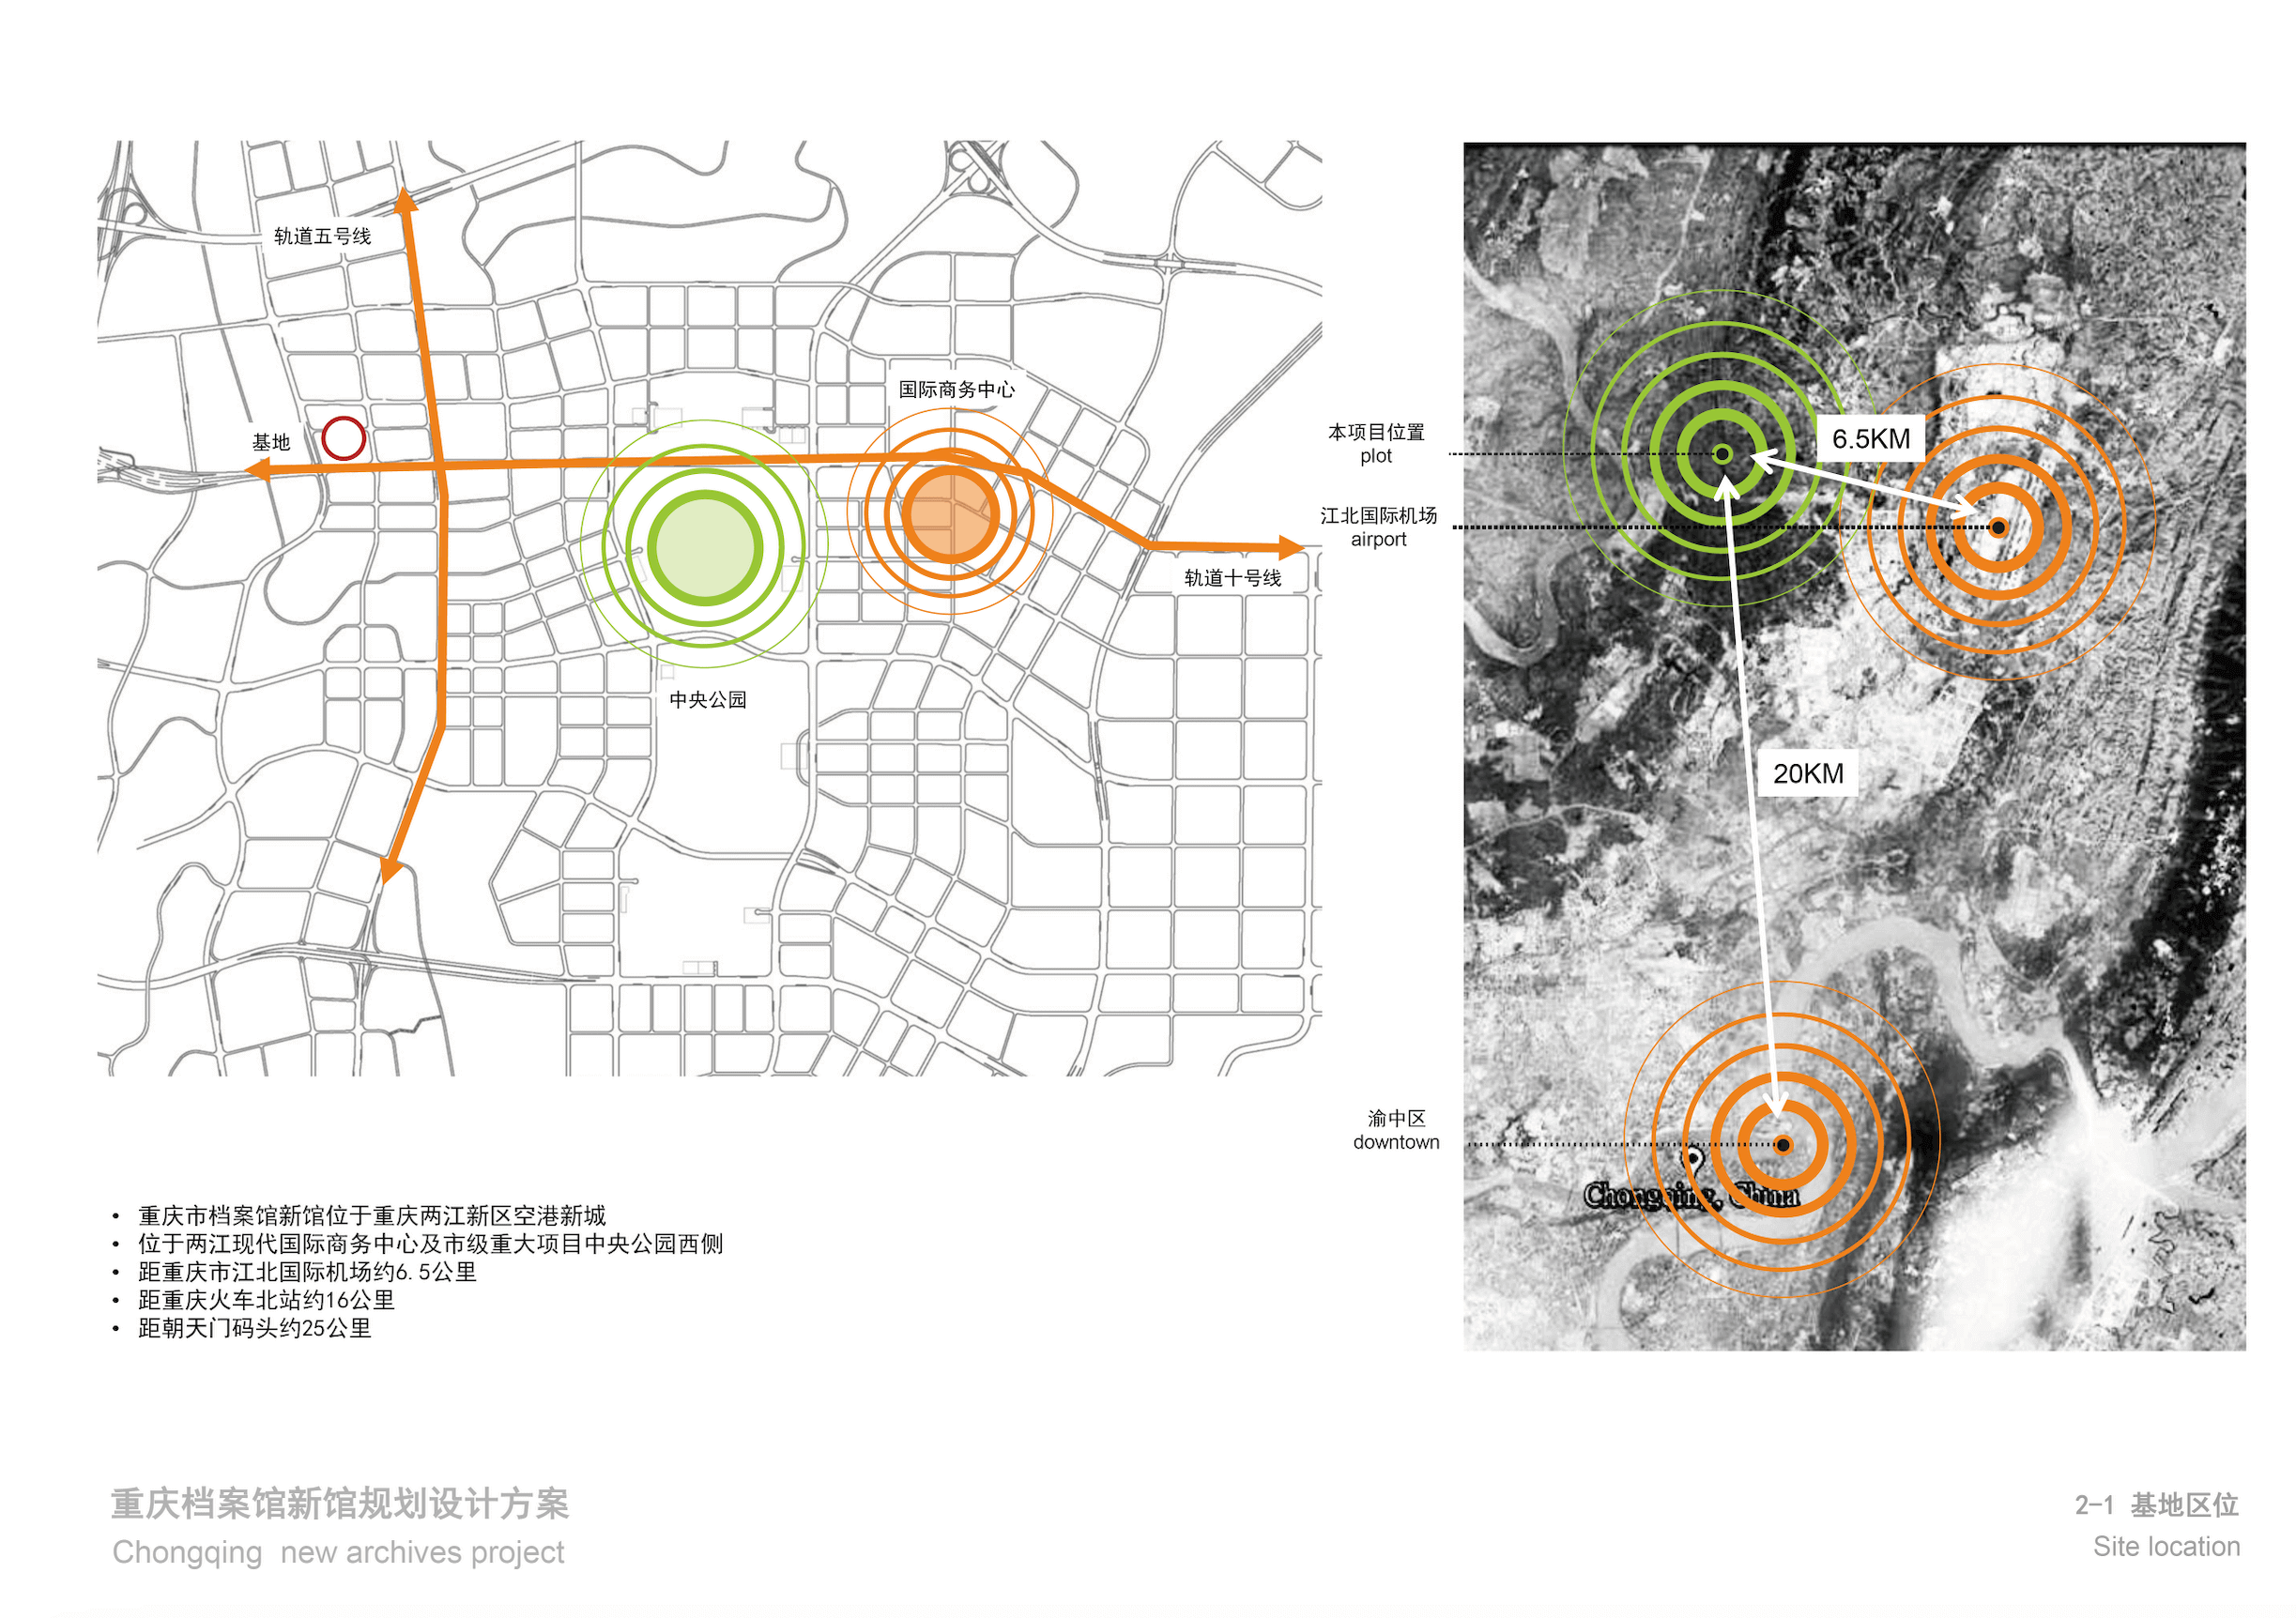 轨道五号线
国际商务中心
基地
轨道十号线
中央公园
本项目位置
plot
江北国际机场
airport
6.5KM
20KM
渝中区
downtown
Chongqing, China
• 重庆市档案馆新馆位于重庆两江新区空港新城
• 位于两江现代国际商务中心及市级重大项目中央公园西侧
• 距重庆市江北国际机场约6.5公里
• 距重庆火车北站约16公里
• 距朝天门码头约25公里
重庆档案馆新馆规划设计方案
Chongqing new archives project
2-1 基地区位
Site location